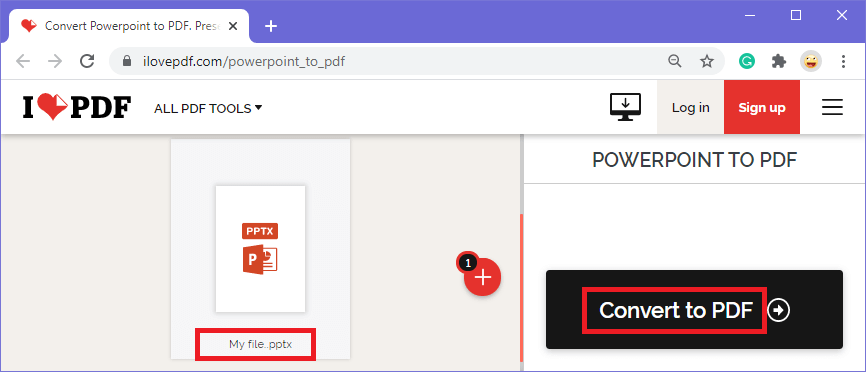 Convert Powerpoint to PDF. Prese
ilovepdf.com/powerpoint_to_pdf
I PDF
ALL PDF TOOLS
Log in
Sign up
POWERPOINT TO PDF
PPTX
P
1
Convert to PDF
My file..pptx